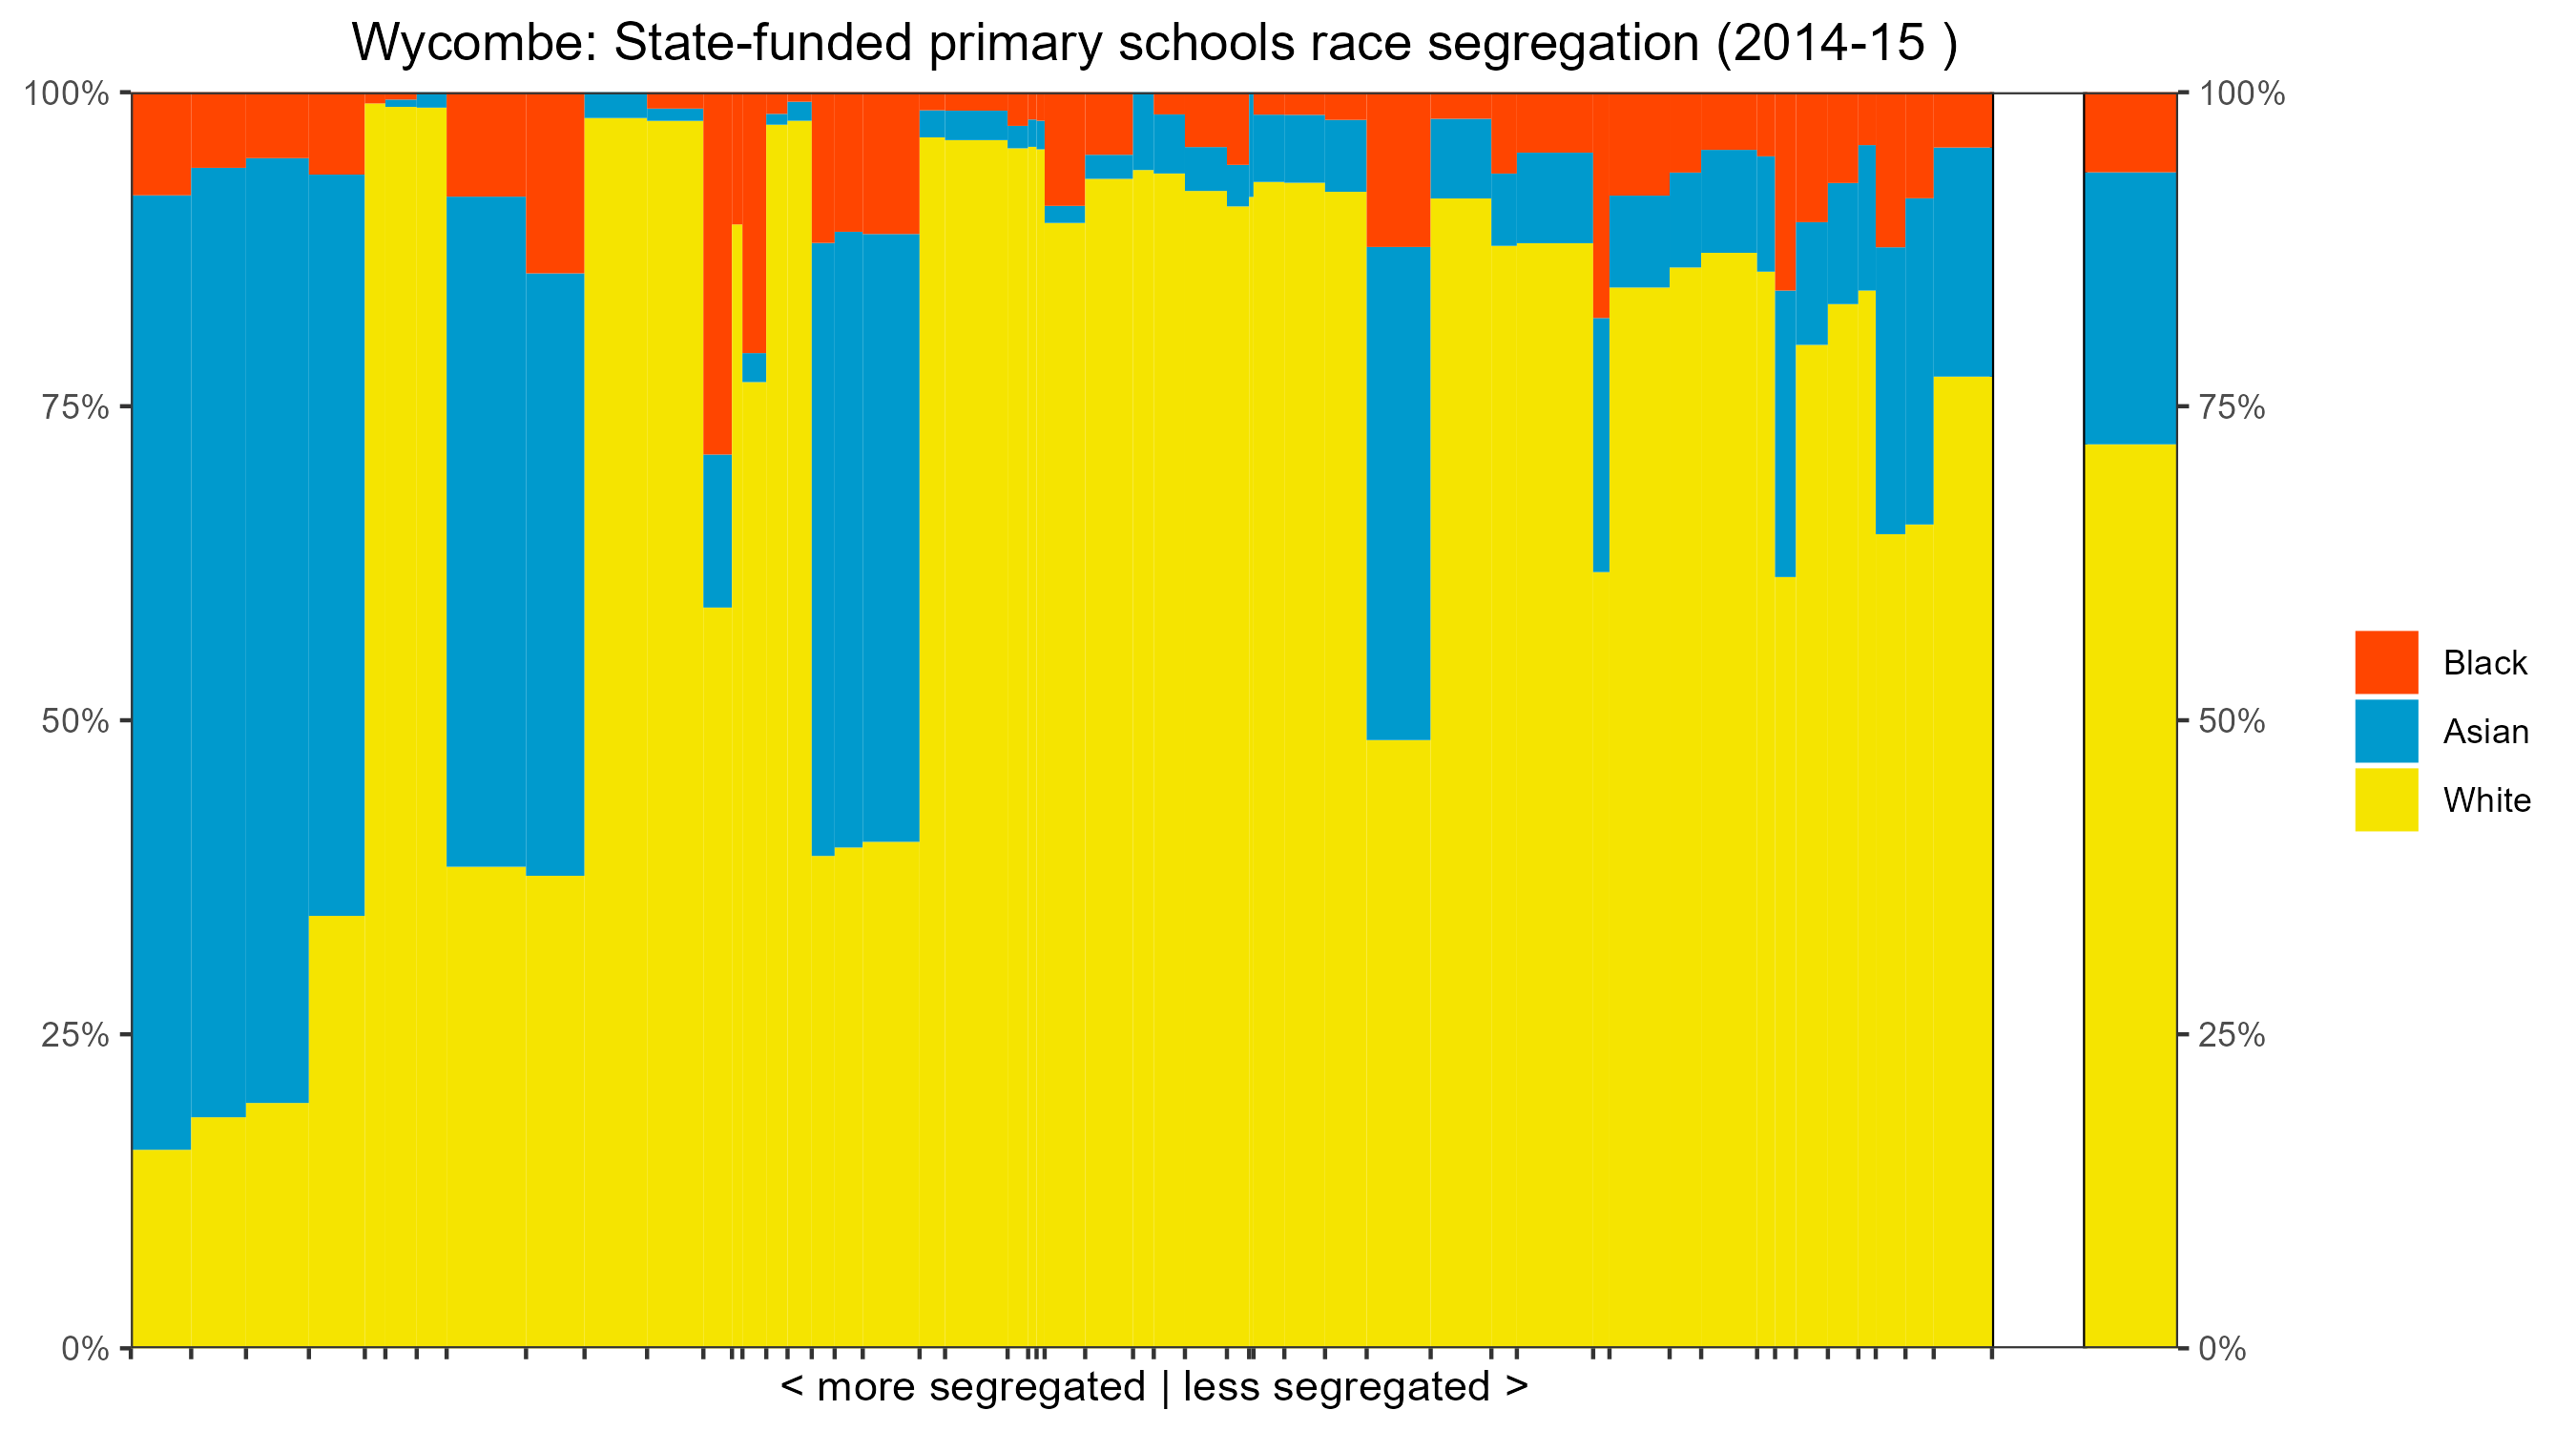 Wycombe: State-funded primary schools race segregation (2014-15 )
100%
75%
50%
25%
0%
100%
75%
50%
25%
0%
Black
Asian
White
< more segregated | less segregated >